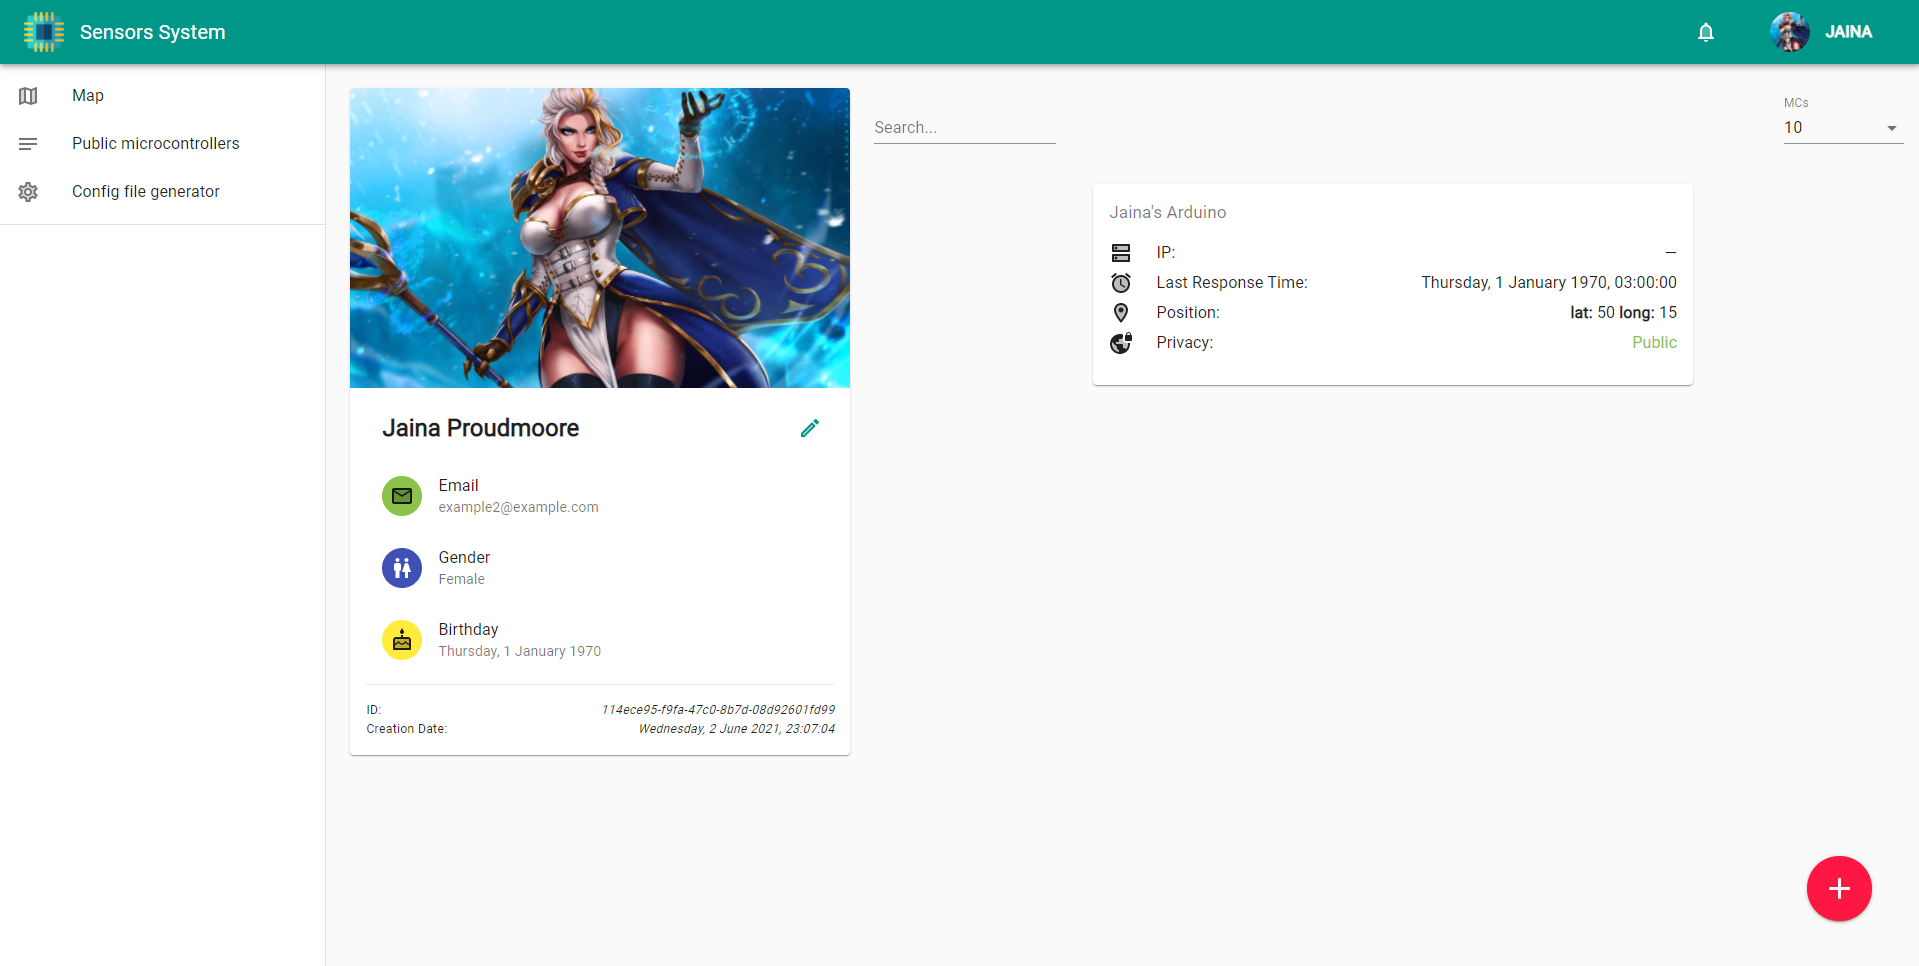 Sensors System
JAINA
Map
Public microcontrollers
Config file generator
Search...
MCs
10
Jaina's Arduino
IP: —
Last Response Time: Thursday, 1 January 1970, 03:00:00
Position: lat: 50 long: 15
Privacy: Public
Jaina Proudmoore
Email
example2@example.com
Gender
Female
Birthday
Thursday, 1 January 1970
ID: 114ece95-f9fa-47c0-8b7d-08d92601fd99
Creation Date: Wednesday, 2 June 2021, 23:07:04